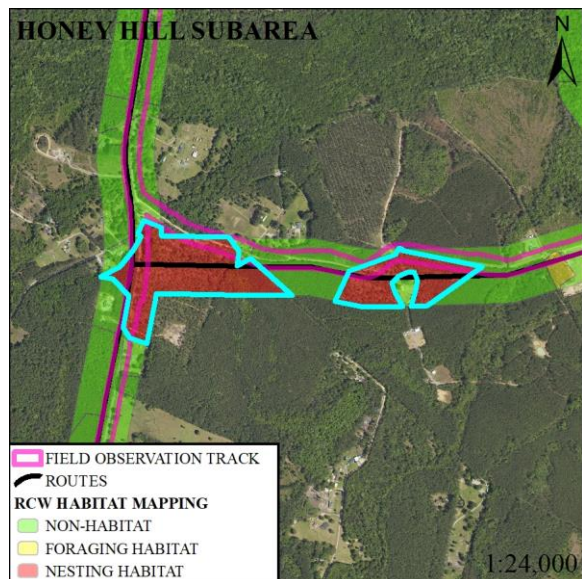 HONEY HILL SUBAREA
N
FIELD OBSERVATION TRACK
ROUTES
RCW HABITAT MAPPING
NON-HABITAT
FORAGING HABITAT
NESTING HABITAT
1:24,000